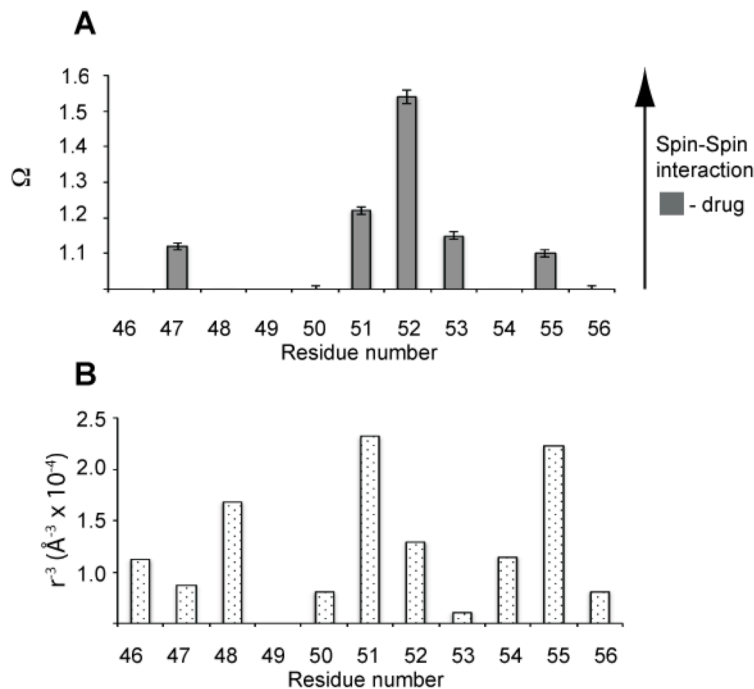 A
1.6
1.5
1.4
1.3
1.2
1.1
Ω
Spin-Spin
interaction
- drug
46 47 48 49 50 51 52 53 54 55 56
Residue number
B
2.5
2.0
1.5
1.0
r⁻³ (Å⁻³ x 10⁻⁴)
46 47 48 49 50 51 52 53 54 55 56
Residue number